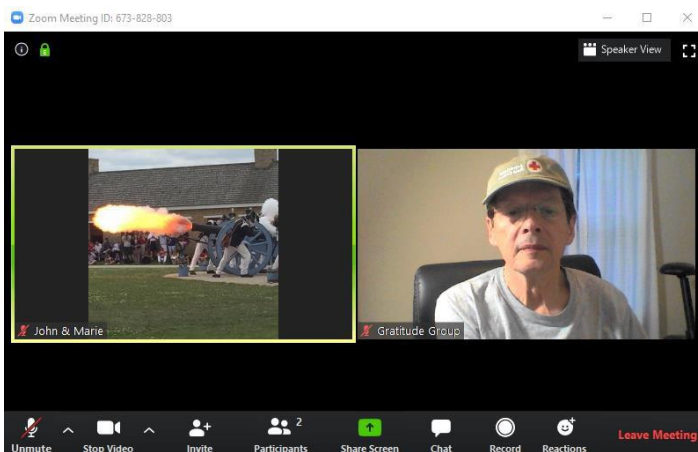 Zoom Meeting ID: 673-828-803
Speaker View
John & Marie
Gratitude Group
2
Unmute
Stop Video
Invite
Participants
Share Screen
Chat
Record
Reactions
Leave Meeting